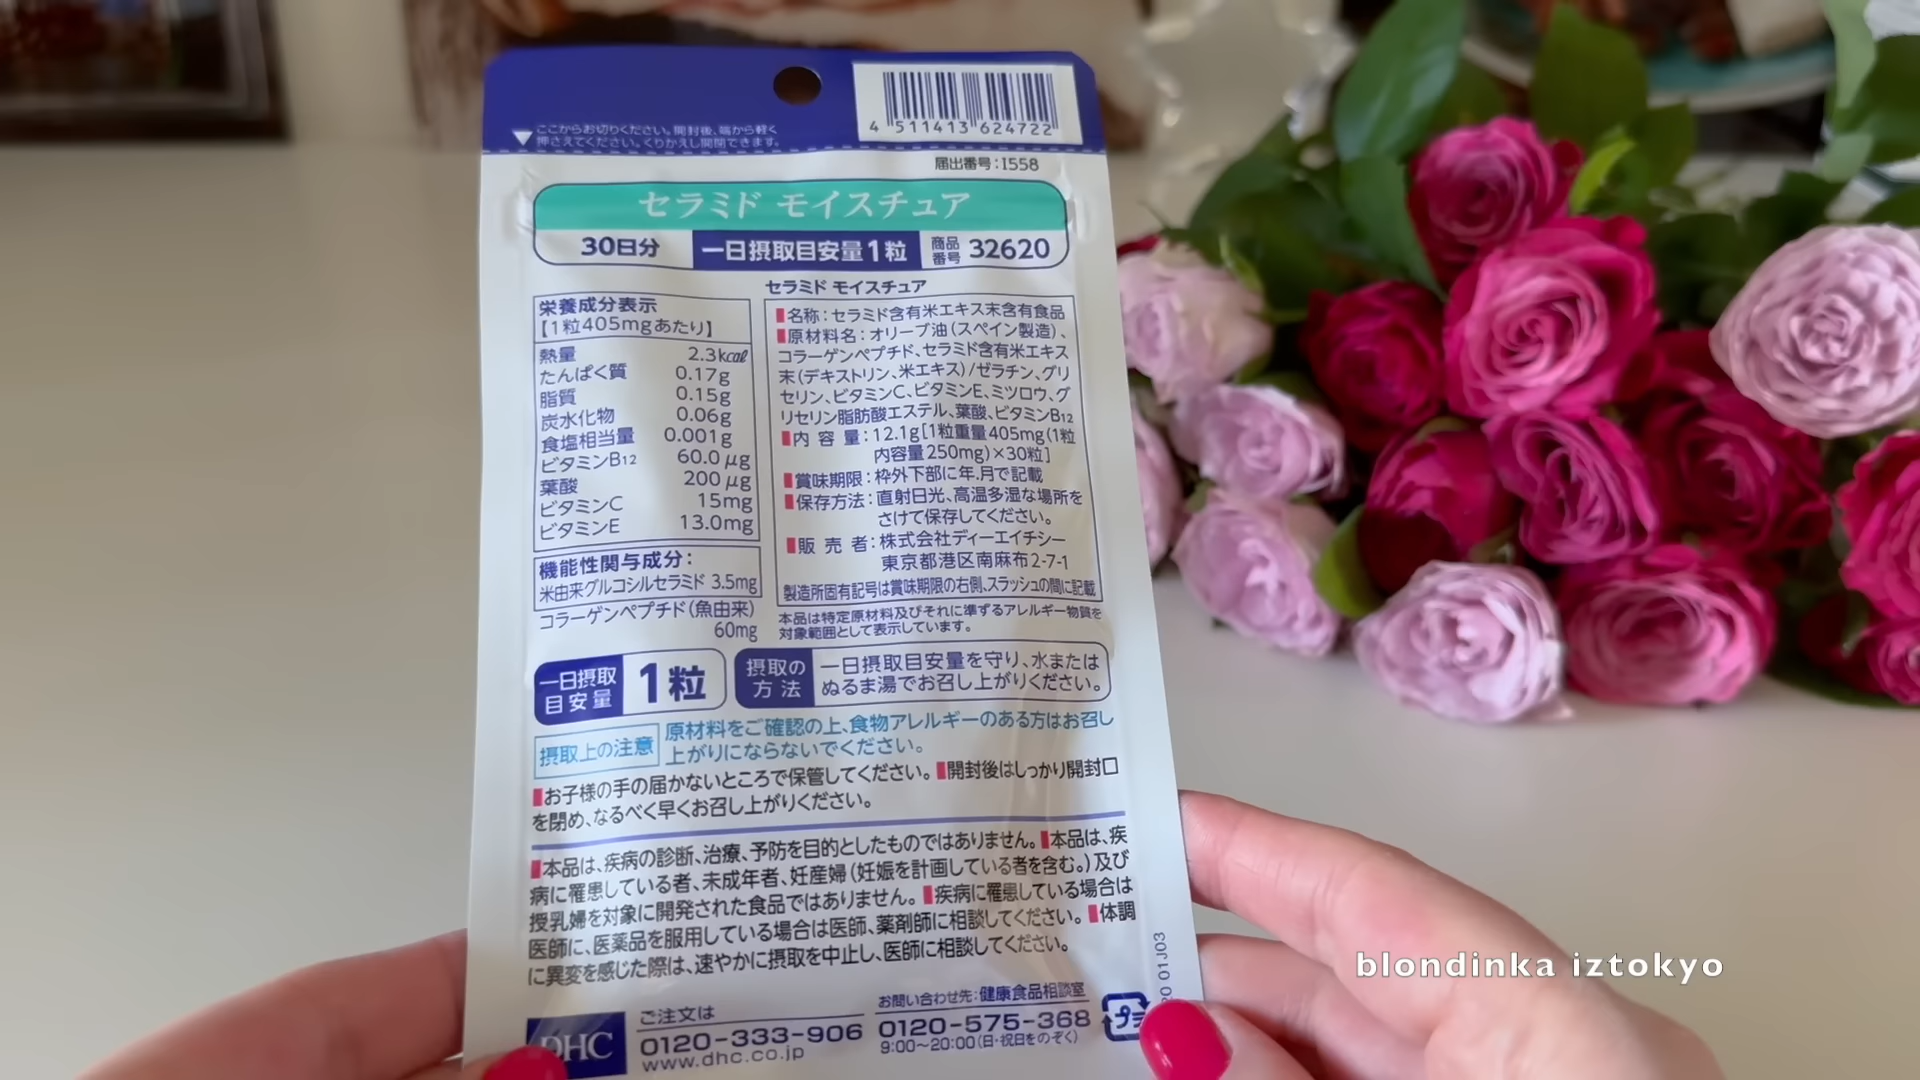 ここからお切りください。開封後、端から軽く
押さえてください。くりかえし開閉できます。
4 511413 624722
届出番号:I558
セラミド モイスチュア
30日分 一日摂取目安量1粒 商品番号 32620
栄養成分表示
【1粒405mgあたり】
熱量 2.3kcal
たんぱく質 0.17g
脂質 0.15g
炭水化物 0.06g
食塩相当量 0.001g
ビタミンB12 60.0μg
葉酸 200μg
ビタミンC 15mg
ビタミンE 13.0mg
機能性関与成分:
米由来グルコシルセラミド 3.5mg
コラーゲンペプチド(魚由来)
60mg
セラミド モイスチュア
名称:セラミド含有米エキス末含有食品
原材料名:オリーブ油(スペイン製造)、
コラーゲンペプチド、セラミド含有米エキス
末(デキストリン、米エキス)/ゼラチン、グリ
セリン、ビタミンC、ビタミンE、ミツロウ、グ
リセリン脂肪酸エステル、葉酸、ビタミンB12
内容量:12.1g[1粒重量405mg(1粒
内容量250mg)×30粒]
賞味期限:枠外下部に年.月で記載
保存方法:直射日光、高温多湿な場所を
さけて保存してください。
販売者:株式会社ディーエイチシー
東京都港区南麻布2-7-1
製造所固有記号は賞味期限の右側、スラッシュの間に記載
本品は特定原材料及びそれに準ずるアレルギー物質を
対象範囲として表示しています。
一日摂取目安量 1粒
摂取の方法 一日摂取目安量を守り、水または
ぬるま湯でお召し上がりください。
摂取上の注意 原材料をご確認の上、食物アレルギーのある方はお召し
上がりにならないでください。
お子様の手の届かないところで保管してください。開封後はしっかり開封口
を閉め、なるべく早くお召し上がりください。
本品は、疾病の診断、治療、予防を目的としたものではありません。本品は、疾
病に罹患している者、未成年者、妊産婦(妊娠を計画している者を含む。)及び
授乳婦を対象に開発された食品ではありません。疾病に罹患している場合は
医師に、医薬品を服用している場合は医師、薬剤師に相談してください。体調
に異変を感じた際は、速やかに摂取を中止し、医師に相談してください。
DHC
ご注文は
0120-333-906
www.dhc.co.jp
お問い合わせ先:健康食品相談室
0120-575-368
9:00〜20:00(日・祝日をのぞく)
プラ
01J03
blondinka iztokyo